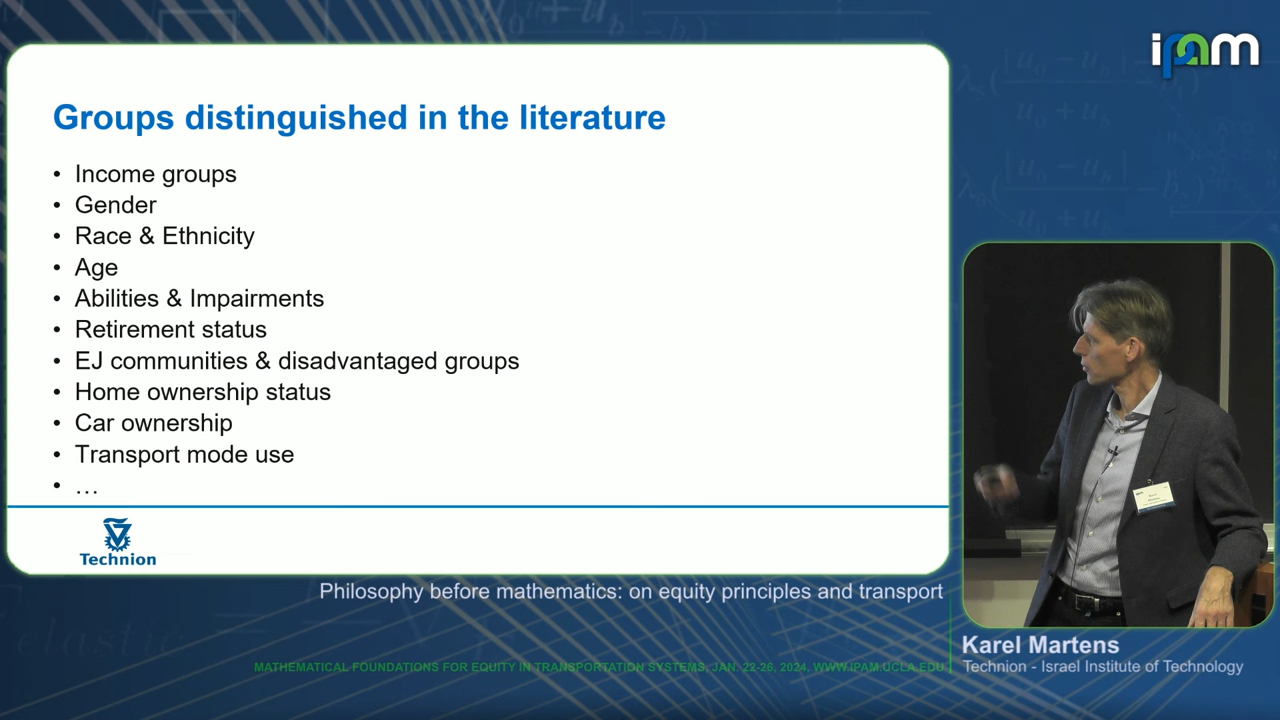 ipam
Groups distinguished in the literature
• Income groups
• Gender
• Race & Ethnicity
• Age
• Abilities & Impairments
• Retirement status
• EJ communities & disadvantaged groups
• Home ownership status
• Car ownership
• Transport mode use
• …
Technion
Philosophy before mathematics: on equity principles and transport
Karel Martens
Technion - Israel Institute of Technology
MATHEMATICAL FOUNDATIONS FOR EQUITY IN TRANSPORTATION SYSTEMS, JAN. 22-26, 2024, WWW.IPAM.UCLA.EDU
elastic